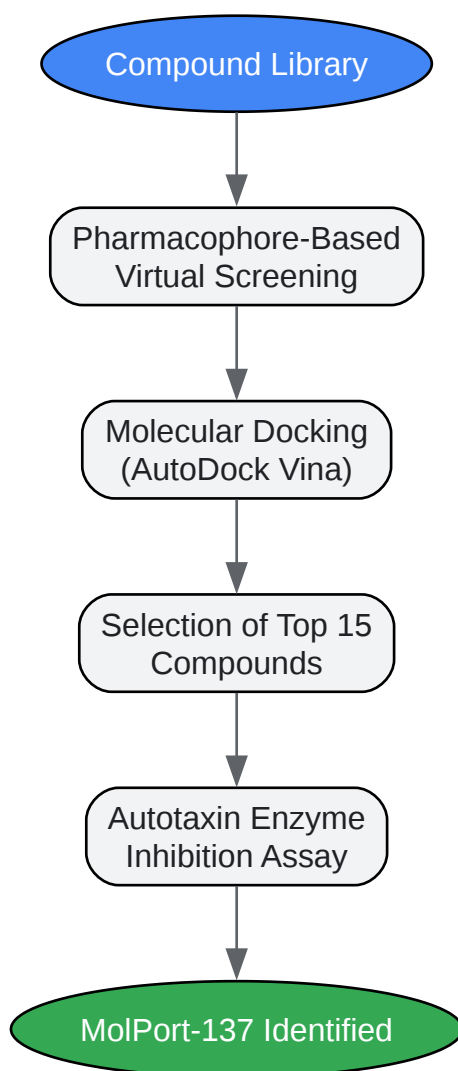 Compound Library
Pharmacophore-Based
Virtual Screening
Molecular Docking
(AutoDock Vina)
Selection of Top 15
Compounds
Autotaxin Enzyme
Inhibition Assay
MolPort-137 Identified